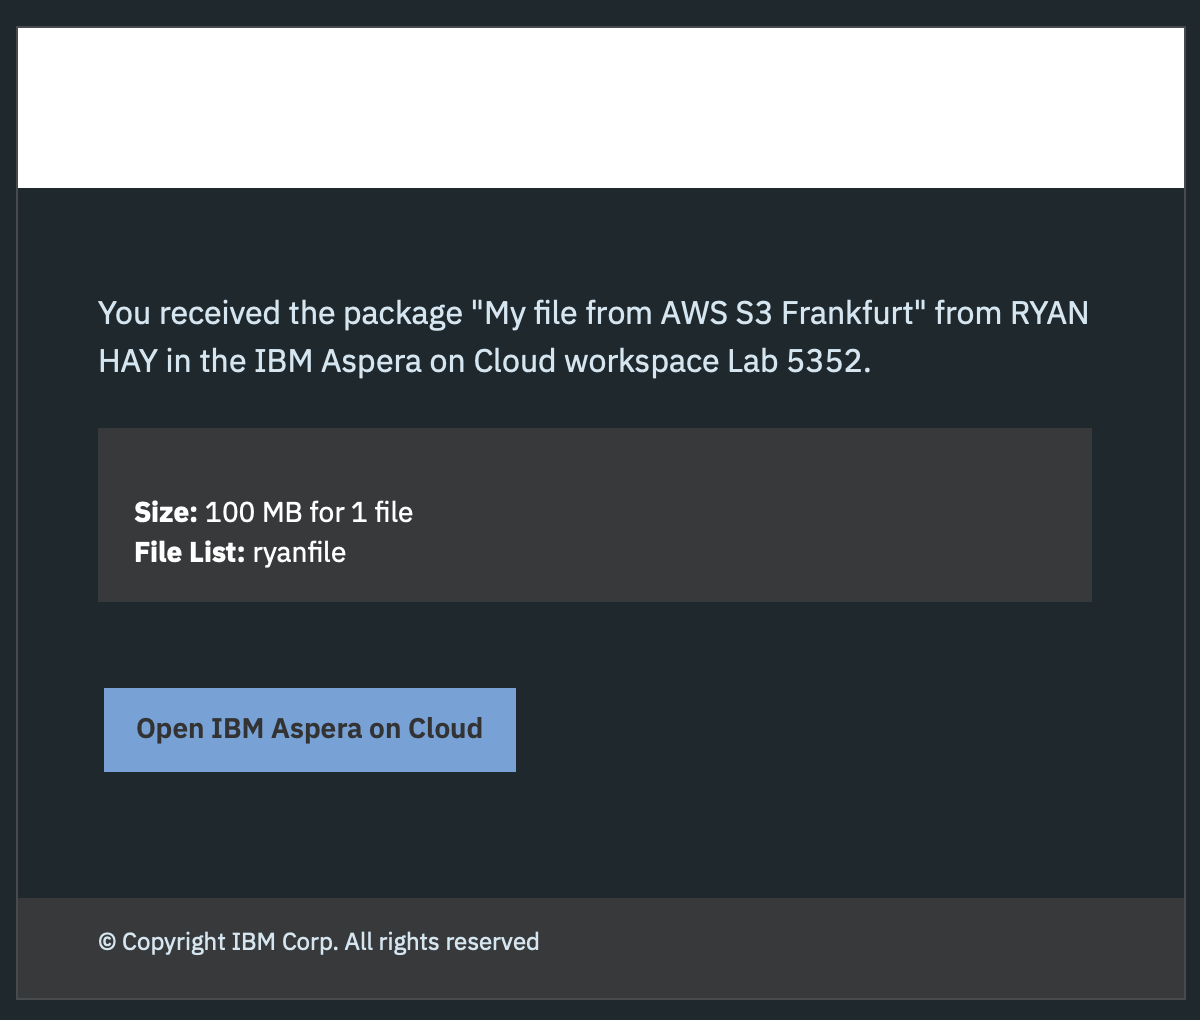 You received the package "My file from AWS S3 Frankfurt" from RYAN
HAY in the IBM Aspera on Cloud workspace Lab 5352.
Size: 100 MB for 1 file
File List: ryanfile
Open IBM Aspera on Cloud
© Copyright IBM Corp. All rights reserved